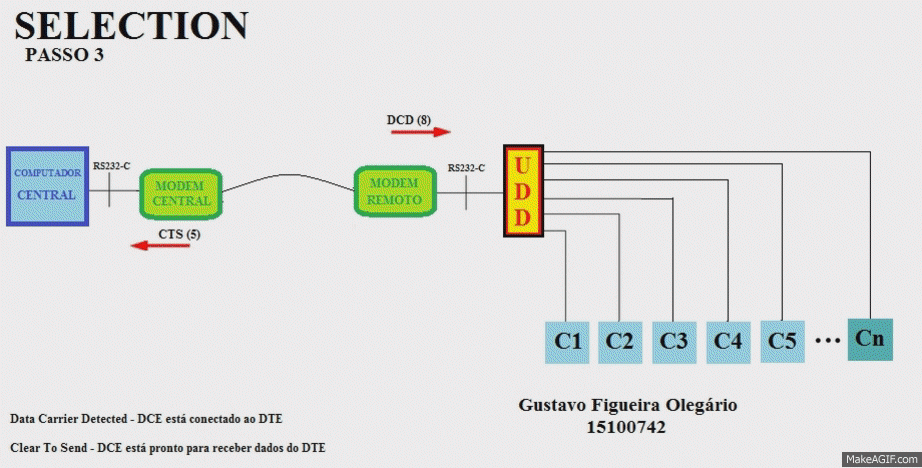 SELECTION
PASSO 3
DCD (8)
RS232-C
RS232-C
COMPUTADOR
CENTRAL
MODEM
CENTRAL
MODEM
REMOTO
U
D
D
CTS (5)
C1
C2
C3
C4
C5
...
Cn
Gustavo Figueira Olegário
15100742
Data Carrier Detected - DCE está conectado ao DTE
Clear To Send - DCE está pronto para receber dados do DTE
MakeAGIF.com